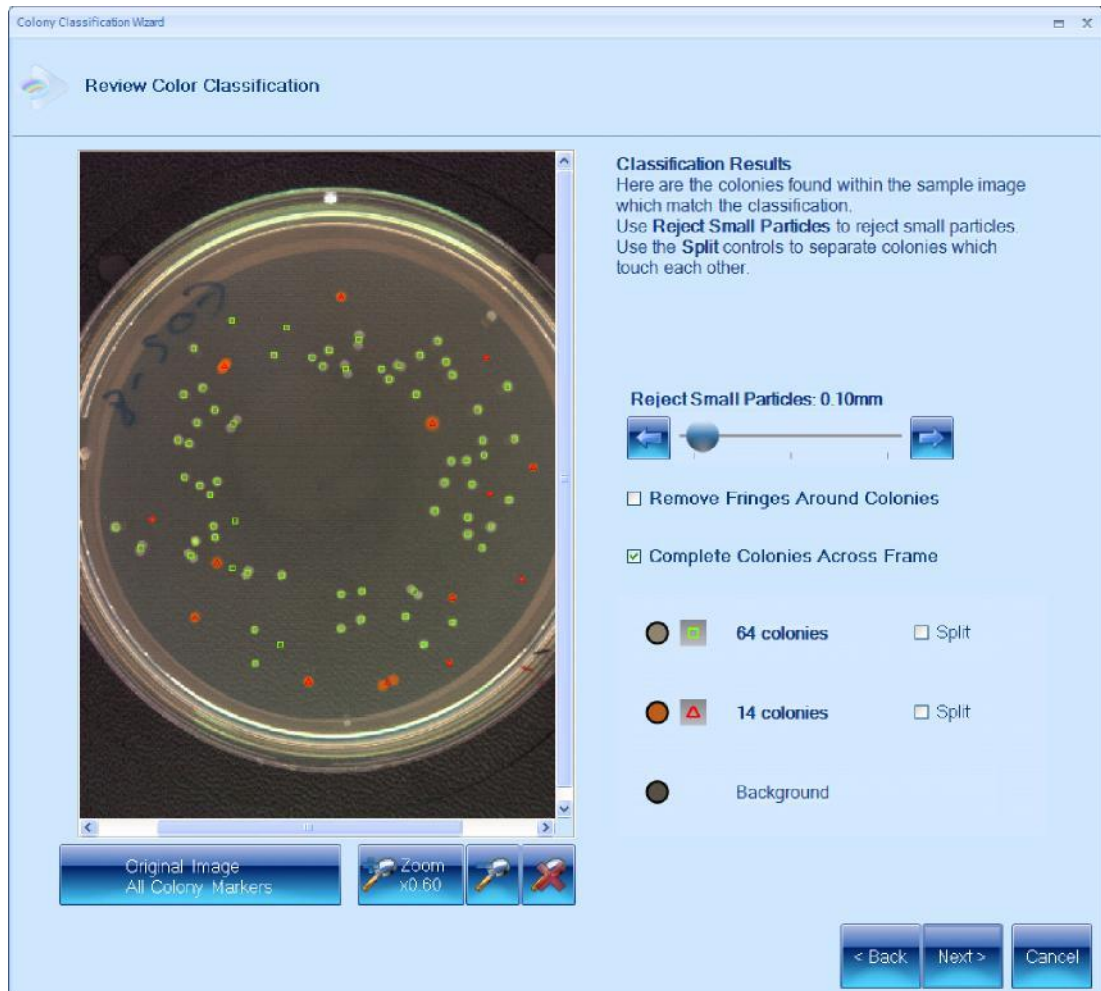 Colony Classification Wizard
Review Color Classification
Classification Results
Here are the colonies found within the sample image
which match the classification.
Use Reject Small Particles to reject small particles.
Use the Split controls to separate colonies which
touch each other.
Reject Small Particles: 0.10mm
Remove Fringes Around Colonies
Complete Colonies Across Frame
64 colonies Split
14 colonies Split
Background
Original Image
All Colony Markers
Zoom
x0.60
< Back Next > Cancel